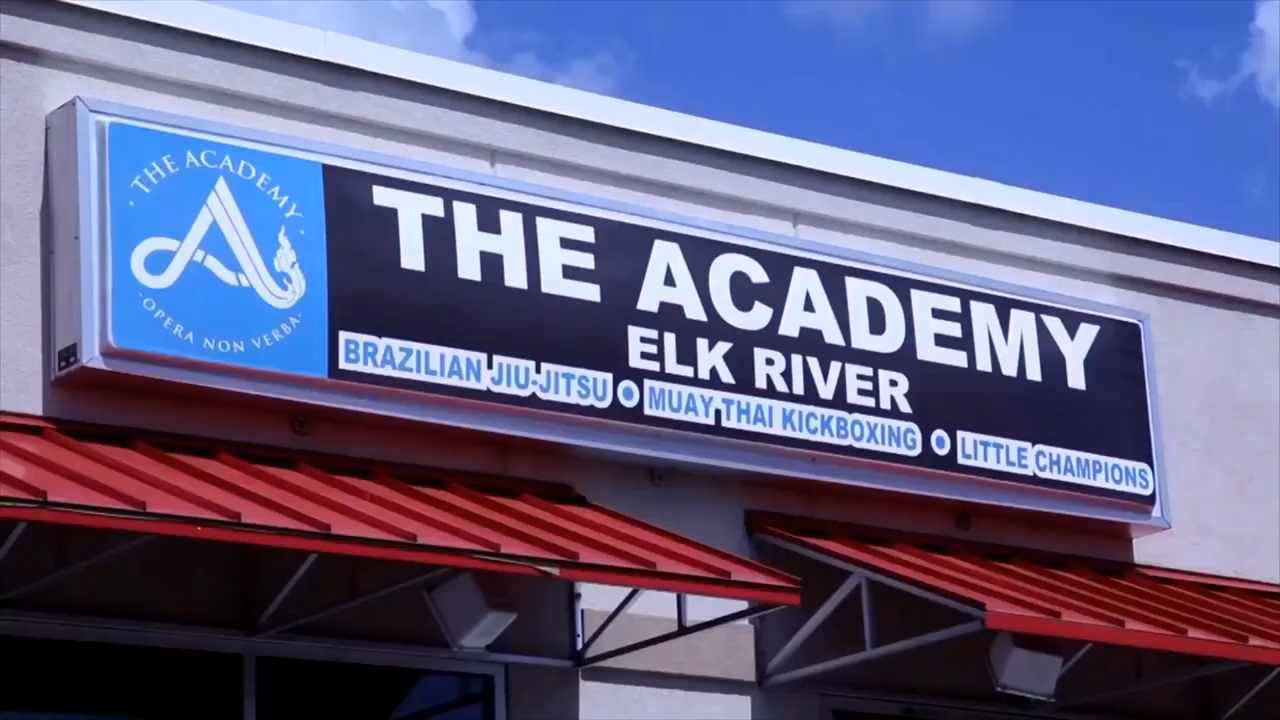 · THE ACADEMY ·
· OPERA NON VERBA ·
THE ACADEMY
ELK RIVER
BRAZILIAN JIU-JITSU • MUAY THAI KICKBOXING • LITTLE CHAMPIONS